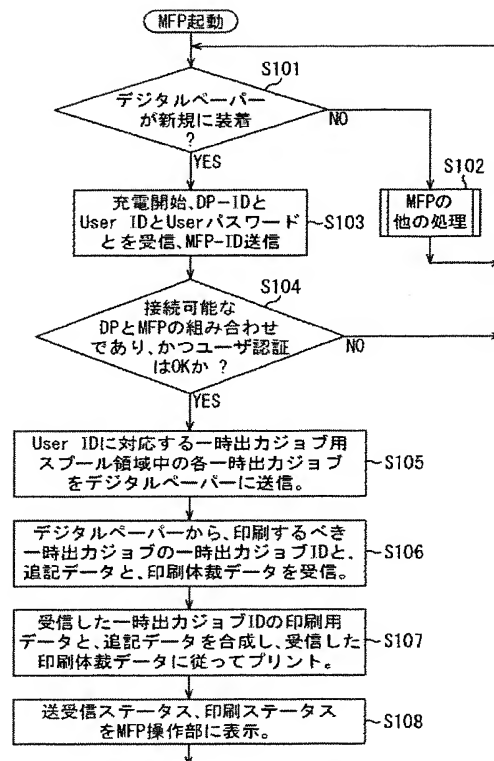 MFP起動
S101
デジタルペーパー
が新規に装着
?
NO
YES
S102
MFPの
他の処理
充電開始、DP-IDと
User IDとUserパスワード
とを受信、MFP-ID送信
S103
S104
接続可能な
DPとMFPの組み合わせ
であり、かつユーザ認証
はOKか ?
NO
YES
User IDに対応する一時出力ジョブ用
スプール領域中の各一時出力ジョブ
をデジタルペーパーに送信。
S105
デジタルペーパーから、印刷するべき
一時出力ジョブの一時出力ジョブIDと、
追記データと、印刷体裁データを受信。
S106
受信した一時出力ジョブIDの印刷用
データと、追記データを合成し、受信した
印刷体裁データに従ってプリント。
S107
送受信ステータス、印刷ステータス
をMFP操作部に表示。
S108